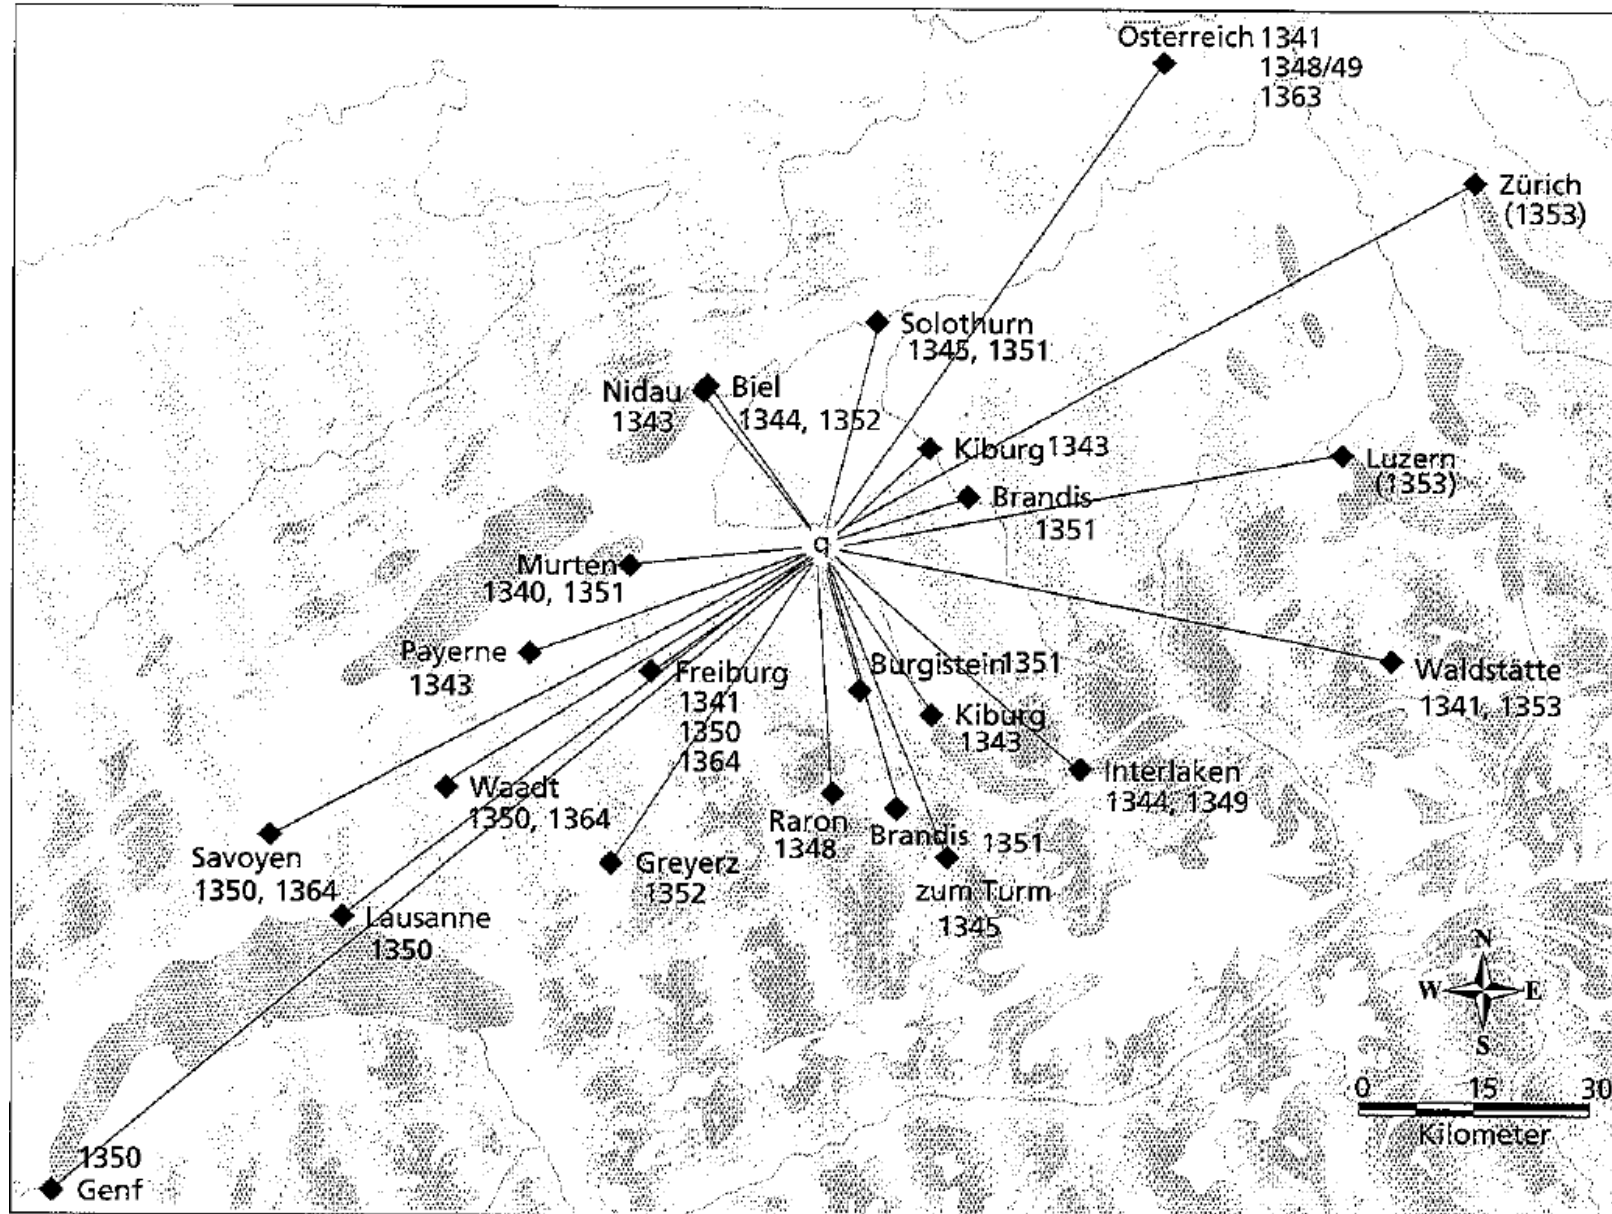 Österreich 1341
1348/49
1363
Zürich
(1353)
Solothurn
1345, 1351
Nidau
1343
Biel
1344, 1352
Kiburg 1343
Luzern
(1353)
Brandis
1351
q
Murten
1340, 1351
Payerne
1343
Freiburg
1341
1350
1364
Burgistein 1351
Waldstätte
1341, 1353
Kiburg
1343
Interlaken
1344, 1349
Waadt
1350, 1364
Raron
1348
Brandis 1351
Savoyen
1350, 1364
Greyerz
1352
zum Turm
1345
Lausanne
1350
N
W E
S
0 15 30
Kilometer
1350
Genf